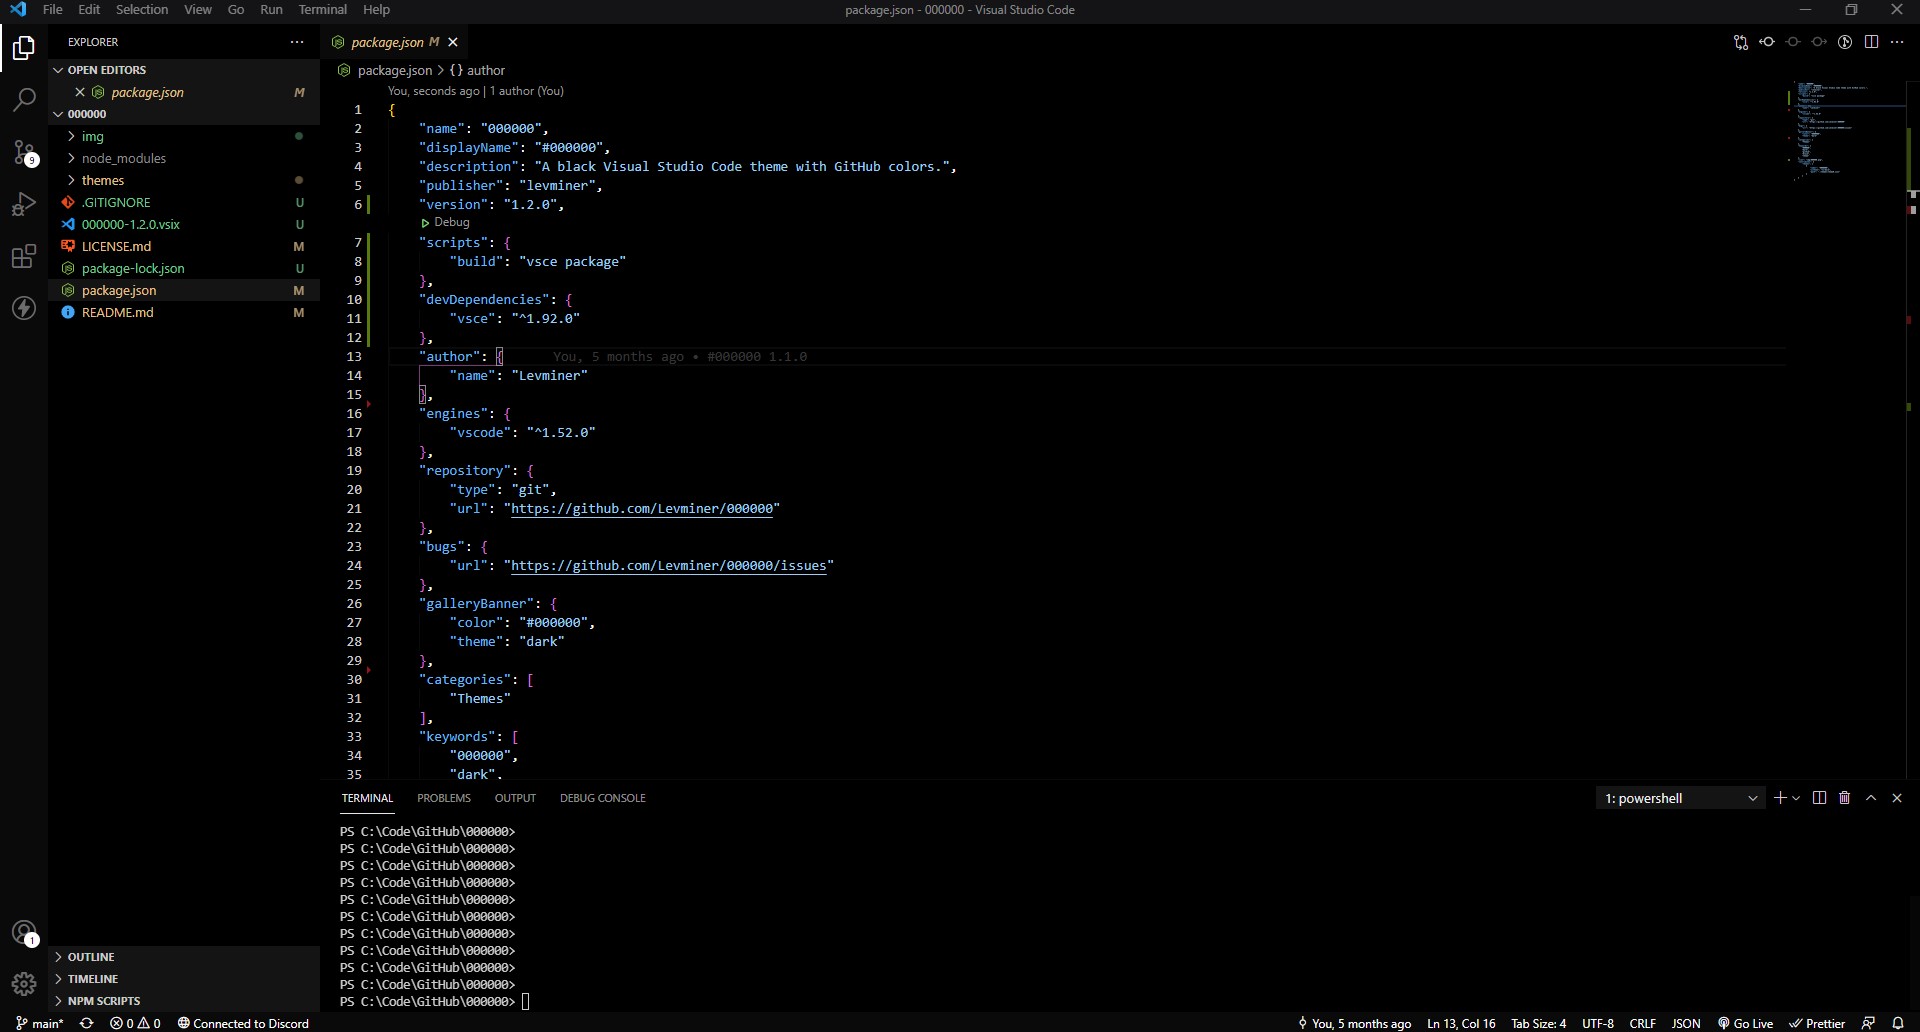 File Edit Selection View Go Run Terminal Help
package.json - 000000 - Visual Studio Code
EXPLORER
OPEN EDITORS
package.json M
000000
img
node_modules
themes
.GITIGNORE U
000000-1.2.0.vsix U
LICENSE.md M
package-lock.json U
package.json M
README.md M
9
1
OUTLINE
TIMELINE
NPM SCRIPTS
package.json M
package.json > {} author
You, seconds ago | 1 author (You)
1 {
2 "name": "000000",
3 "displayName": "#000000",
4 "description": "A black Visual Studio Code theme with GitHub colors.",
5 "publisher": "levminer",
6 "version": "1.2.0",
Debug
7 "scripts": {
8 "build": "vsce package"
9 },
10 "devDependencies": {
11 "vsce": "^1.92.0"
12 },
13 "author": { You, 5 months ago • #000000 1.1.0
14 "name": "Levminer"
15 },
16 "engines": {
17 "vscode": "^1.52.0"
18 },
19 "repository": {
20 "type": "git",
21 "url": "https://github.com/Levminer/000000"
22 },
23 "bugs": {
24 "url": "https://github.com/Levminer/000000/issues"
25 },
26 "galleryBanner": {
27 "color": "#000000",
28 "theme": "dark"
29 },
30 "categories": [
31 "Themes"
32 ],
33 "keywords": [
34 "000000",
35 "dark",
TERMINAL PROBLEMS OUTPUT DEBUG CONSOLE
1: powershell
PS C:\Code\GitHub\000000>
PS C:\Code\GitHub\000000>
PS C:\Code\GitHub\000000>
PS C:\Code\GitHub\000000>
PS C:\Code\GitHub\000000>
PS C:\Code\GitHub\000000>
PS C:\Code\GitHub\000000>
PS C:\Code\GitHub\000000>
PS C:\Code\GitHub\000000>
PS C:\Code\GitHub\000000>
PS C:\Code\GitHub\000000>
main* 0 0 Connected to Discord You, 5 months ago Ln 13, Col 16 Tab Size: 4 UTF-8 CRLF JSON Go Live Prettier